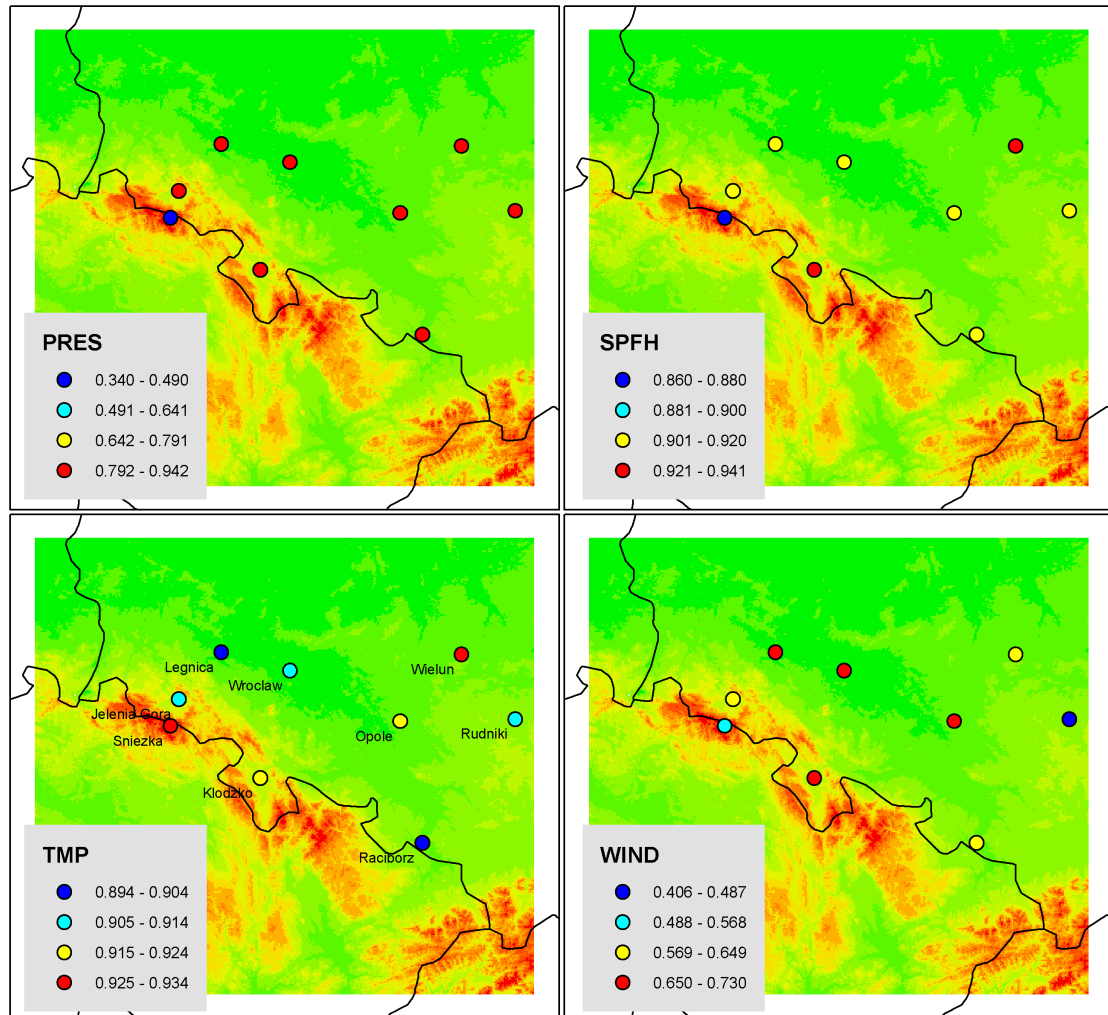 PRES
0.340 - 0.490
0.491 - 0.641
0.642 - 0.791
0.792 - 0.942
SPFH
0.860 - 0.880
0.881 - 0.900
0.901 - 0.920
0.921 - 0.941
Legnica
Wroclaw
Wielun
Jelenia Gora
Sniezka
Opole
Rudniki
Klodzko
Raciborz
TMP
0.894 - 0.904
0.905 - 0.914
0.915 - 0.924
0.925 - 0.934
WIND
0.406 - 0.487
0.488 - 0.568
0.569 - 0.649
0.650 - 0.730